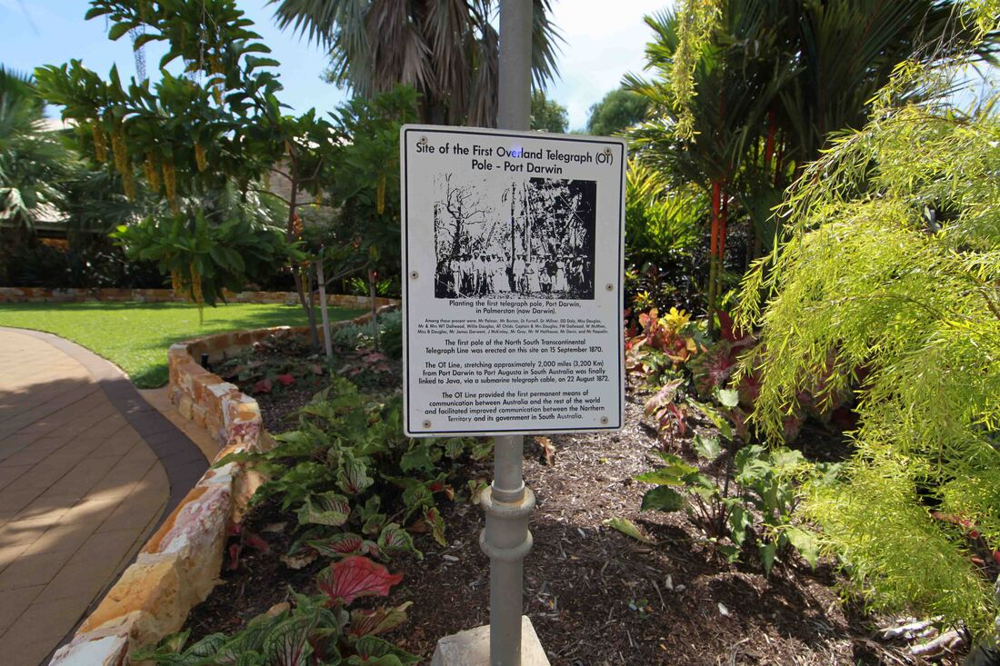 Site of the First Overland Telegraph (OT)
Pole - Port Darwin
Planting the first telegraph pole, Port Darwin,
in Palmerston (now Darwin).
Among those present were: Mr Palmer, Mr Burton, Dr Furnell, Dr Millner, DD Daly, Miss Douglas,
Mr & Mrs WT Dallwood, Willie Douglas, AT Childs, Captain & Mrs Douglas, FW Dallwood, W McMinn,
Miss B Douglas, Mr James Darwent, J McKinlay, Mr Gray, Mr W Hathouse, Mr Davis, and Mr Paquelin.
The first pole of the North South Transcontinental
Telegraph Line was erected on this site on 15 September 1870.
The OT Line, stretching approximately 2,000 miles (3,200 Km)
from Port Darwin to Port Augusta in South Australia was finally
linked to Java, via a submarine telegraph cable, on 22 August 1872.
The OT Line provided the first permanent means of
communication between Australia and the rest of the world
and facilitated improved communication between the Northern
Territory and its government in South Australia.